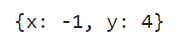 {x: -1, y: 4}